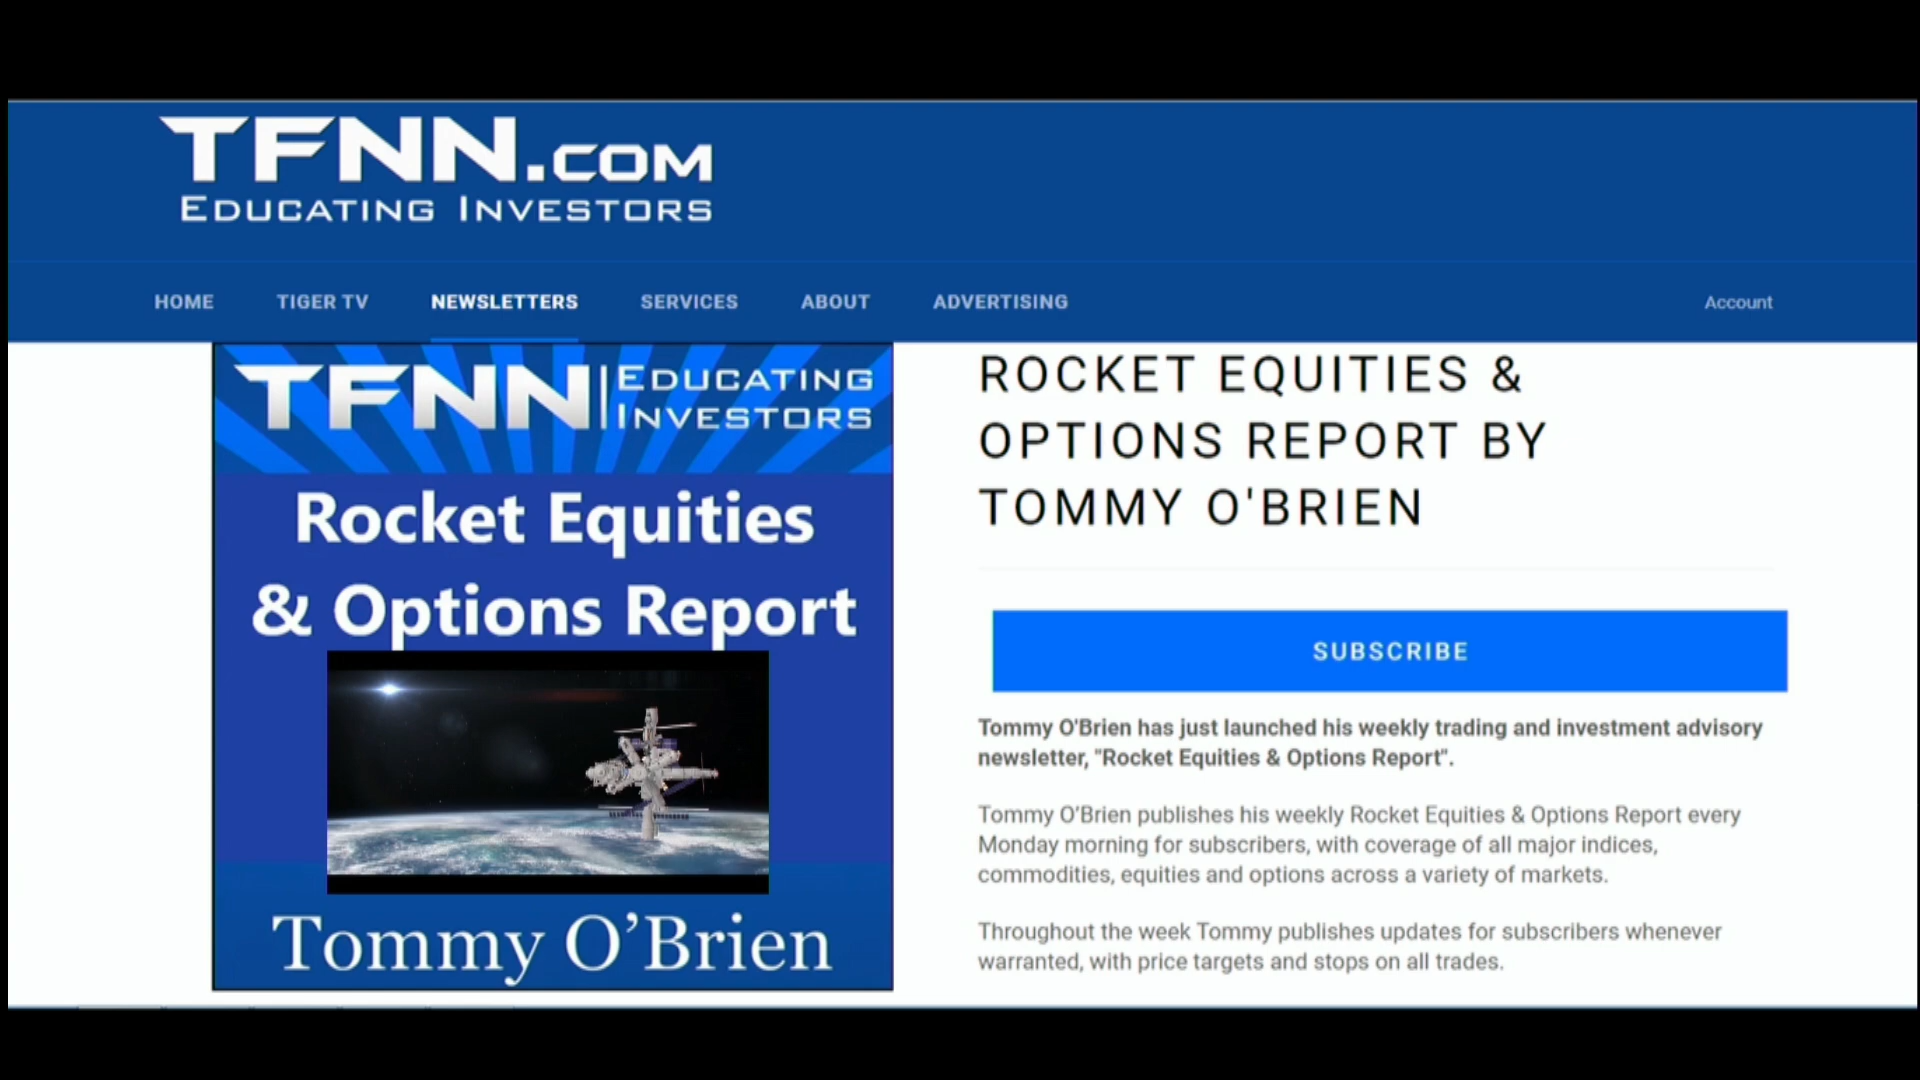 TFNN.COM
EDUCATING INVESTORS
HOME TIGER TV NEWSLETTERS SERVICES ABOUT ADVERTISING Account
TFNN EDUCATING
INVESTORS
Rocket Equities
& Options Report
Tommy O’Brien
ROCKET EQUITIES &
OPTIONS REPORT BY
TOMMY O'BRIEN
SUBSCRIBE
Tommy O'Brien has just launched his weekly trading and investment advisory
newsletter, "Rocket Equities & Options Report".
Tommy O'Brien publishes his weekly Rocket Equities & Options Report every
Monday morning for subscribers, with coverage of all major indices,
commodities, equities and options across a variety of markets.
Throughout the week Tommy publishes updates for subscribers whenever
warranted, with price targets and stops on all trades.